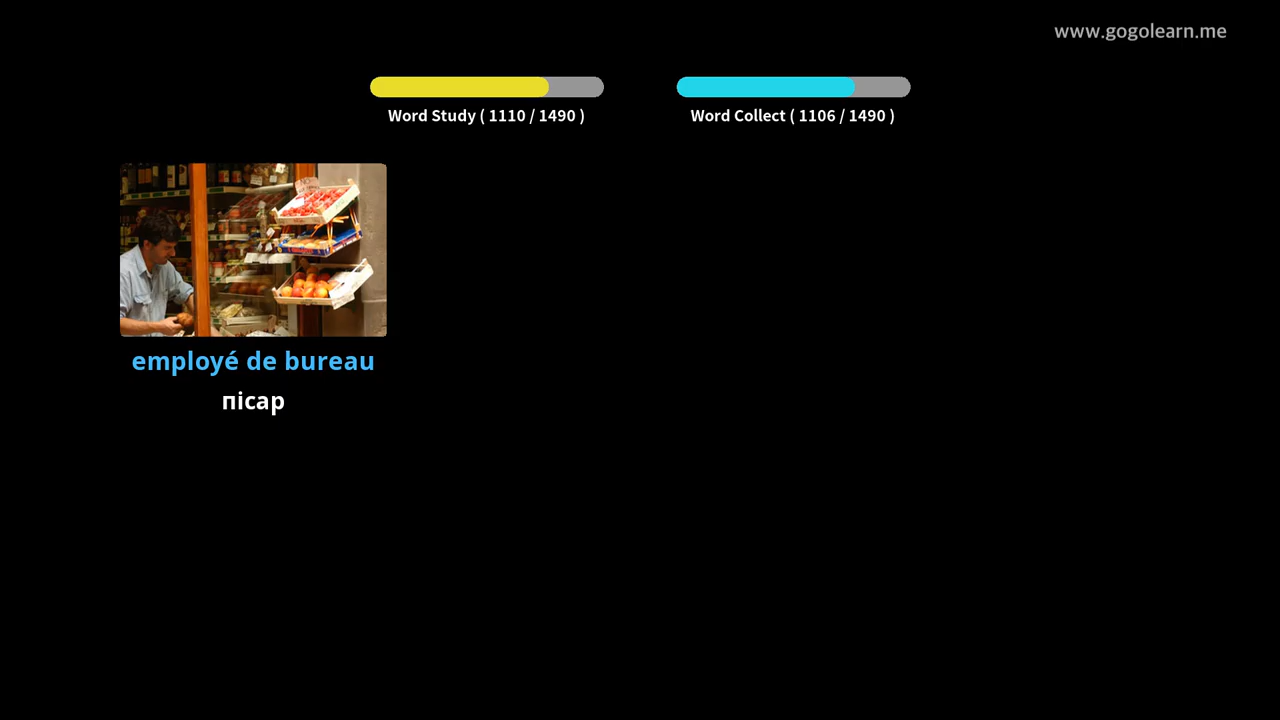 www.gogolearn.me
Word Study ( 1110 / 1490 )
Word Collect ( 1106 / 1490 )
employé de bureau
пісар